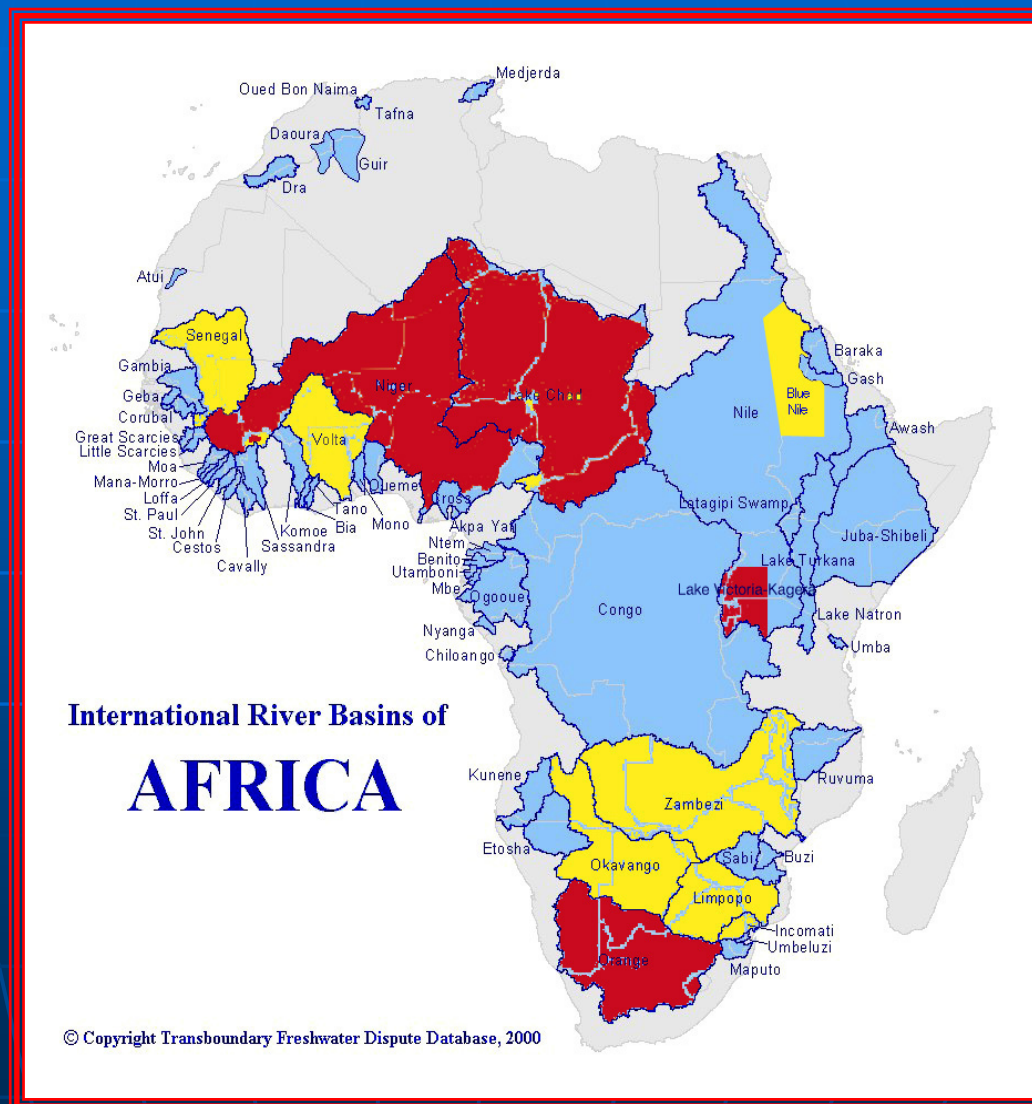 Medjerda
Oued Bon Naima
Tafna
Daoura
Guir
Dra
Atui
Senegal
Gambia
Geba
Corubal
Great Scarcies
Little Scarcies
Moa
Mana-Morro
Loffa
St. Paul
St. John
Cestos
Cavally
Sassandra
Komoe
Bia
Tano
Mono
Oueme
Volta
Niger
Lake Chad
Cross
Akpa Yafi
Ntem
Benito
Utamboni
Mbe
Ogooue
Nyanga
Chiloango
Congo
Nile
Blue
Nile
Baraka
Gash
Awash
Lotagipi Swamp
Juba-Shibeli
Lake Turkana
Lake Victoria-Kagera
Lake Natron
Umba
Ruvuma
Zambezi
Kunene
Etosha
Okavango
Sabi
Buzi
Limpopo
Incomati
Umbeluzi
Maputo
Orange
International River Basins of
AFRICA
© Copyright Transboundary Freshwater Dispute Database, 2000